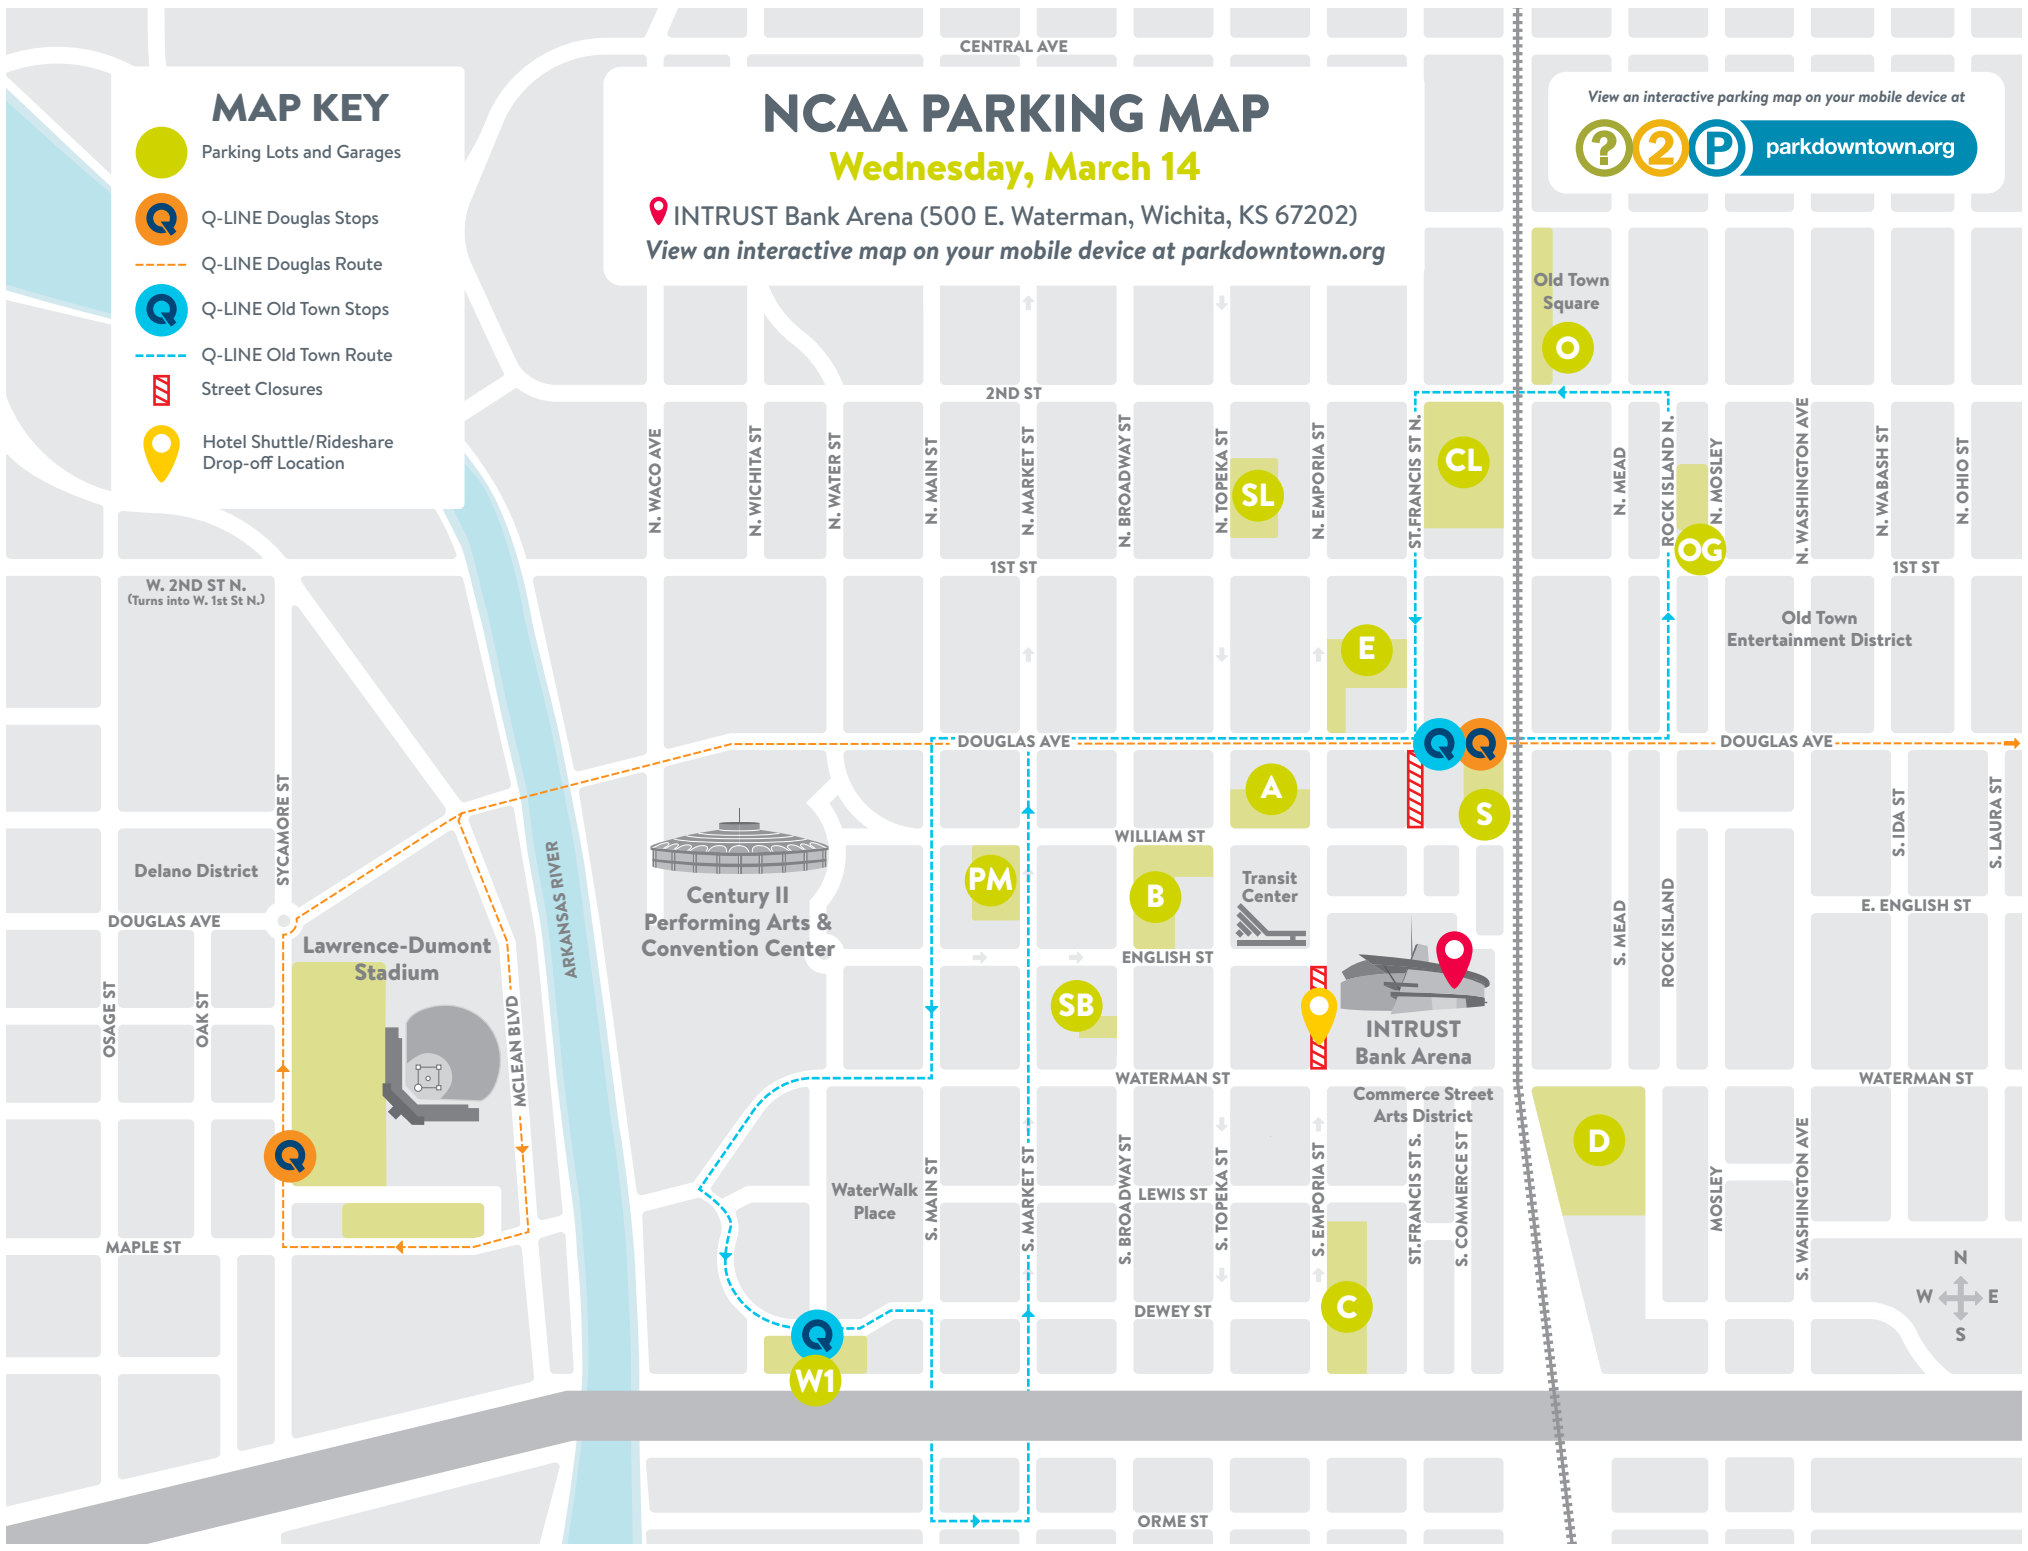 CENTRAL AVE
MAP KEY
Parking Lots and Garages
Q-LINE Douglas Stops
Q-LINE Douglas Route
Q-LINE Old Town Stops
Q-LINE Old Town Route
Street Closures
Hotel Shuttle/Rideshare
Drop-off Location
NCAA PARKING MAP
Wednesday, March 14
INTRUST Bank Arena (500 E. Waterman, Wichita, KS 67202)
View an interactive map on your mobile device at parkdowntown.org
View an interactive parking map on your mobile device at
? 2 P parkdowntown.org
Old Town
Square
O
2ND ST
N. WACO AVE
N. WICHITA ST
N. WATER ST
N. MAIN ST
N. MARKET ST
N. BROADWAY ST
N. TOPEKA ST
SL
N. EMPORIA ST
ST.FRANCIS ST N.
CL
N. MEAD
ROCK ISLAND N.
N. MOSLEY
OG
N. WASHINGTON AVE
N. WABASH ST
N. OHIO ST
1ST ST
1ST ST
W. 2ND ST N.
(Turns into W. 1st St N.)
Old Town
Entertainment District
E
DOUGLAS AVE
Q
Q
DOUGLAS AVE
A
S
SYCAMORE ST
Delano District
DOUGLAS AVE
ARKANSAS RIVER
Century II
Performing Arts &
Convention Center
WILLIAM ST
PM
B
Transit
Center
S. IDA ST
S. LAURA ST
E. ENGLISH ST
S. MEAD
ROCK ISLAND
Lawrence-Dumont
Stadium
OSAGE ST
OAK ST
MCLEAN BLVD
ENGLISH ST
SB
INTRUST
Bank Arena
WATERMAN ST
WATERMAN ST
Commerce Street
Arts District
D
Q
WaterWalk
Place
S. MAIN ST
S. MARKET ST
S. BROADWAY ST
LEWIS ST
S. TOPEKA ST
S. EMPORIA ST
ST.FRANCIS ST S.
S. COMMERCE ST
MOSLEY
S. WASHINGTON AVE
MAPLE ST
N
W E
S
C
DEWEY ST
Q
W1
ORME ST